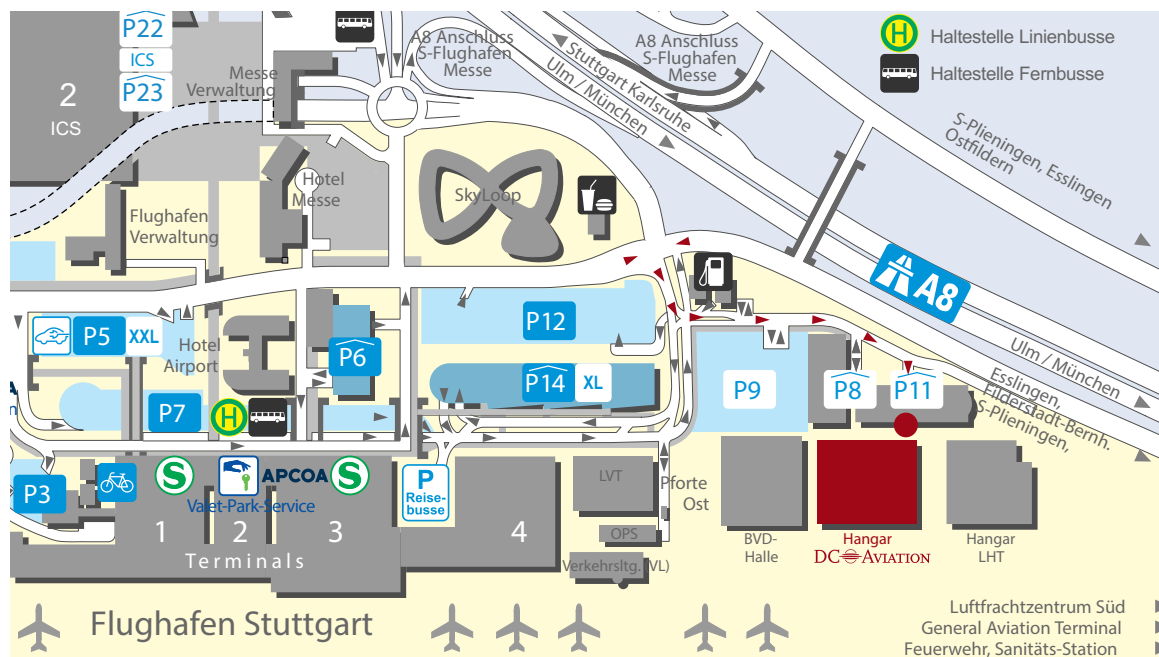 P22
ICS
P23
2
ICS
Messe
Verwaltung
A8 Anschluss
S-Flughafen
Messe
A8 Anschluss
S-Flughafen
Messe
Stuttgart Karlsruhe
Ulm / München
H
Haltestelle Linienbusse
Haltestelle Fernbusse
S-Plieningen, Esslingen
Ostfildern
Hotel
Messe
SkyLoop
Flughafen
Verwaltung
A8
P5
XXL
Hotel
Airport
P6
P12
P14
XL
P9
P8
P11
Ulm / München
Esslingen,
Filderstadt-Bernh.
S-Plieningen,
P7
H
P3
S
APCOA
S
Valet-Park-Service
P
Reise-
busse
1
2
3
4
Terminals
LVT
OPS
Verkehrsltg. (VL)
Pforte
Ost
BVD-
Halle
Hangar
DC AVIATION
Hangar
LHT
Flughafen Stuttgart
Luftfrachtzentrum Süd
General Aviation Terminal
Feuerwehr, Sanitäts-Station